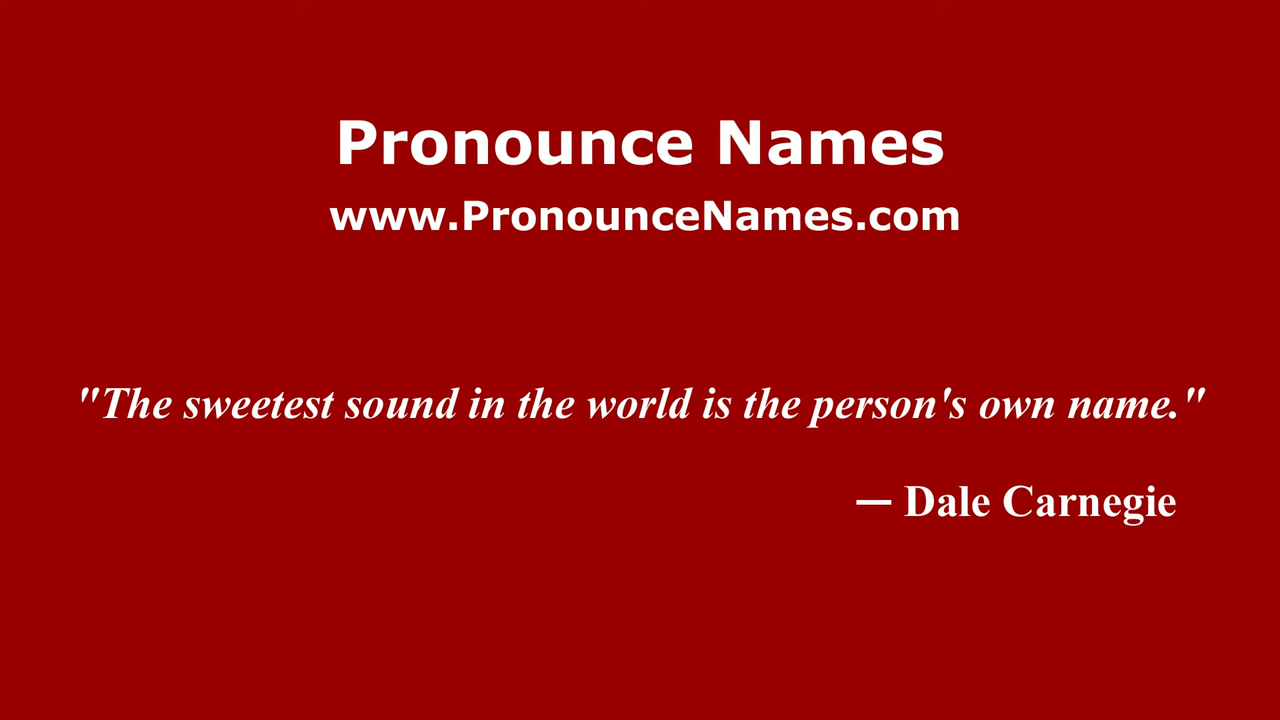 Pronounce Names
www.PronounceNames.com
"The sweetest sound in the world is the person's own name."
— Dale Carnegie